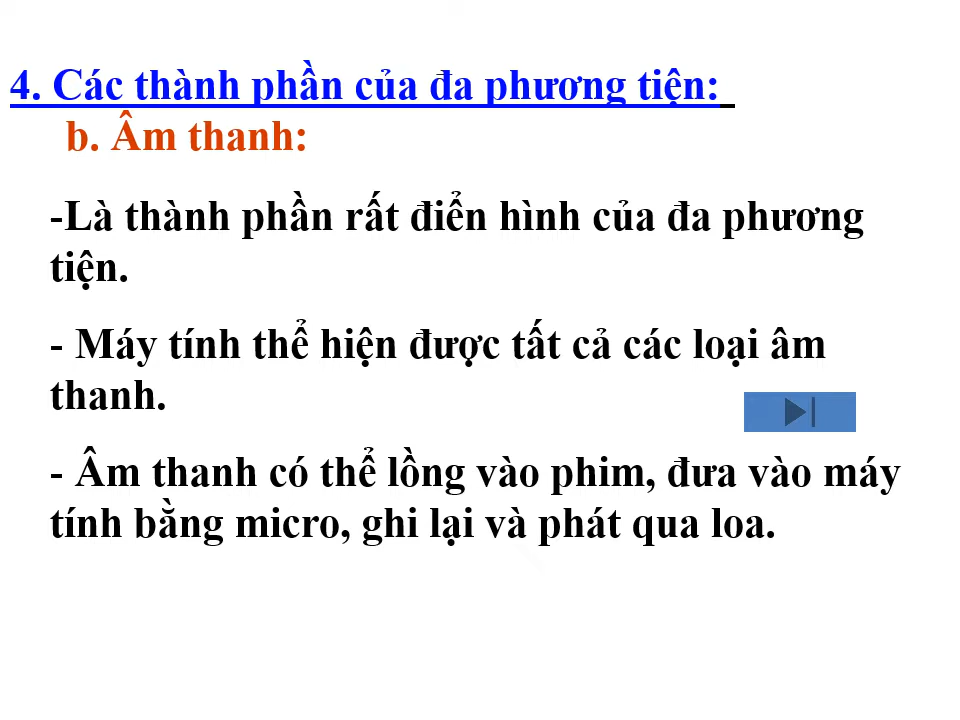 4. Các thành phần của đa phương tiện:
b. Âm thanh:
-Là thành phần rất điển hình của đa phương
tiện.
- Máy tính thể hiện được tất cả các loại âm
thanh.
- Âm thanh có thể lồng vào phim, đưa vào máy
tính bằng micro, ghi lại và phát qua loa.